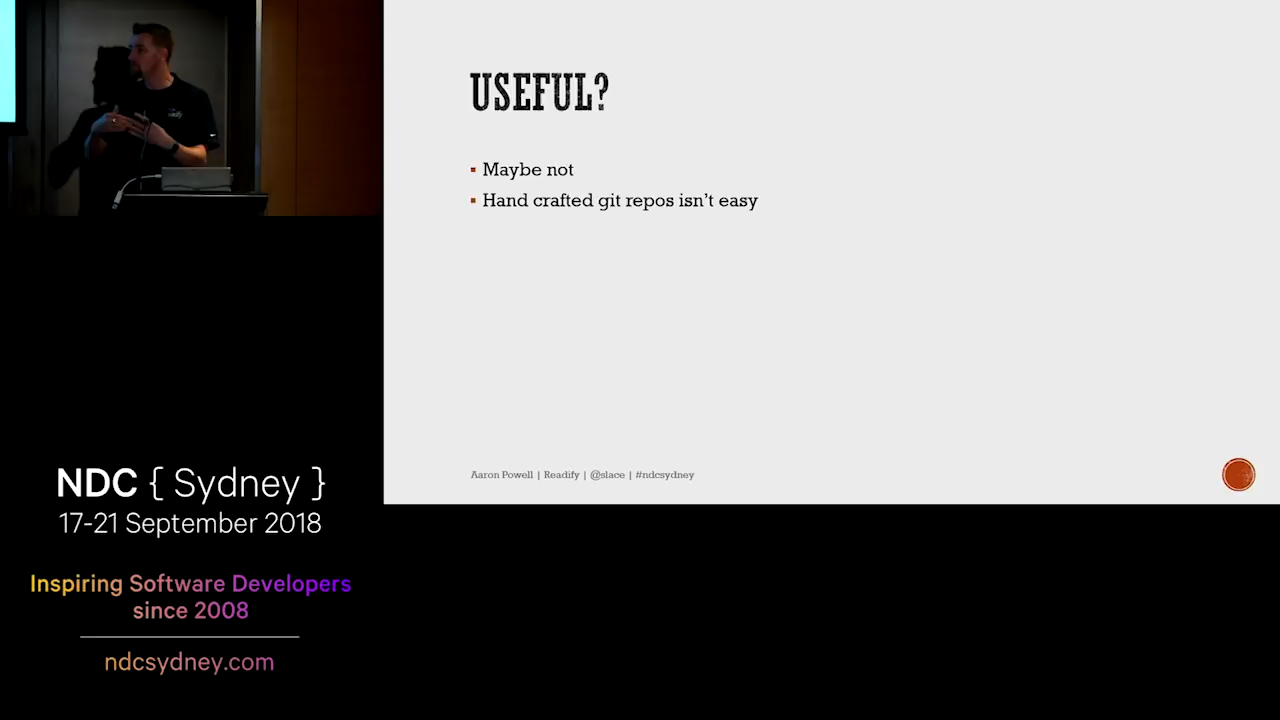 USEFUL?
Maybe not
Hand crafted git repos isn't easy
Aaron Powell | Readify | @slace | #ndcsydney
NDC { Sydney }
17-21 September 2018
Inspiring Software Developers
since 2008
ndcsydney.com